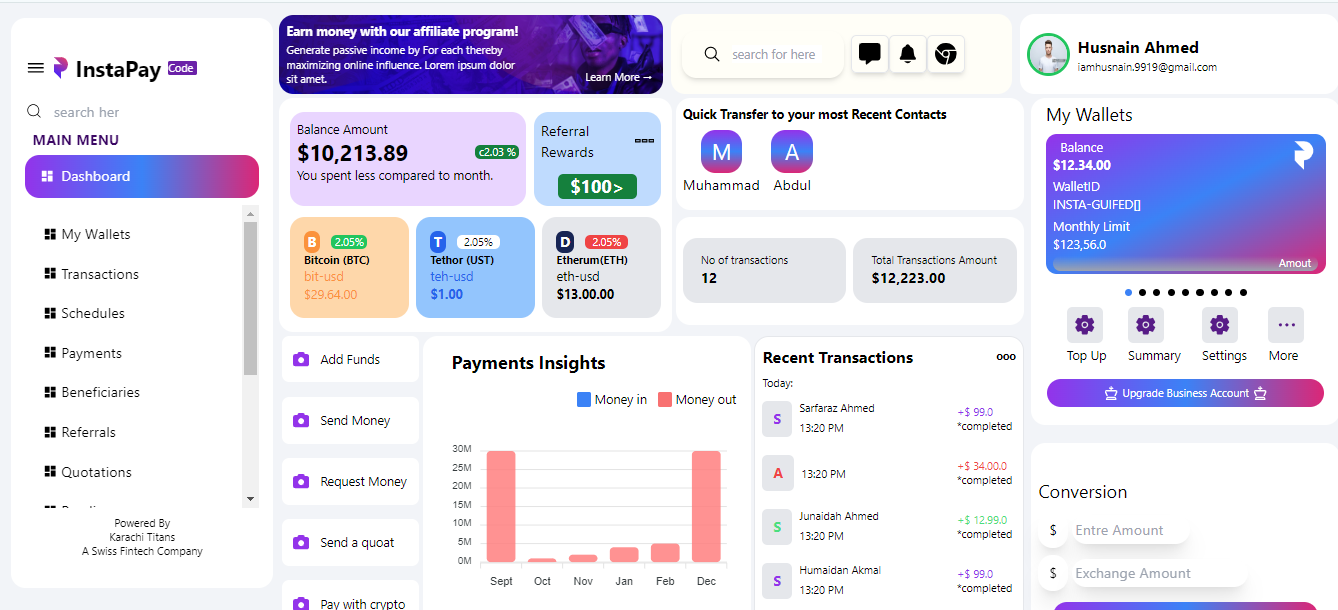 InstaPay Code
search her
MAIN MENU
Dashboard
My Wallets
Transactions
Schedules
Payments
Beneficiaries
Referrals
Quotations
Powered By
Karachi Titans
A Swiss Fintech Company
Earn money with our affiliate program!
Generate passive income by For each thereby
maximizing online influence. Lorem ipsum dolor
sit amet.
Learn More →
search for here
Husnain Ahmed
iamhusnain.9919@gmail.com
Balance Amount
$10,213.89
c2.03 %
You spent less compared to month.
Referral
Rewards
$100>
B 2.05%
Bitcoin (BTC)
bit-usd
$29.64.00
T 2.05%
Tethor (UST)
teh-usd
$1.00
D 2.05%
Etherum(ETH)
eth-usd
$13.00.00
Quick Transfer to your most Recent Contacts
M
Muhammad
A
Abdul
No of transactions
12
Total Transactions Amount
$12,223.00
My Wallets
Balance
$12.34.00
WalletID
INSTA-GUIFED[]
Monthly Limit
$123,56.0
Amout
Top Up
Summary
Settings
More
Upgrade Business Account
Add Funds
Send Money
Request Money
Send a quoat
Pay with crypto
Payments Insights
Money in
Money out
30M
25M
20M
15M
10M
5M
0M
Sept
Oct
Nov
Jan
Feb
Dec
Recent Transactions
Today:
S
Sarfaraz Ahmed
13:20 PM
+$ 99.0
*completed
A
13:20 PM
+$ 34.00.0
*completed
S
Junaidah Ahmed
13:20 PM
+$ 12.99.0
*completed
S
Humaidan Akmal
13:20 PM
+$ 99.0
*completed
Conversion
$ Entre Amount
$ Exchange Amount